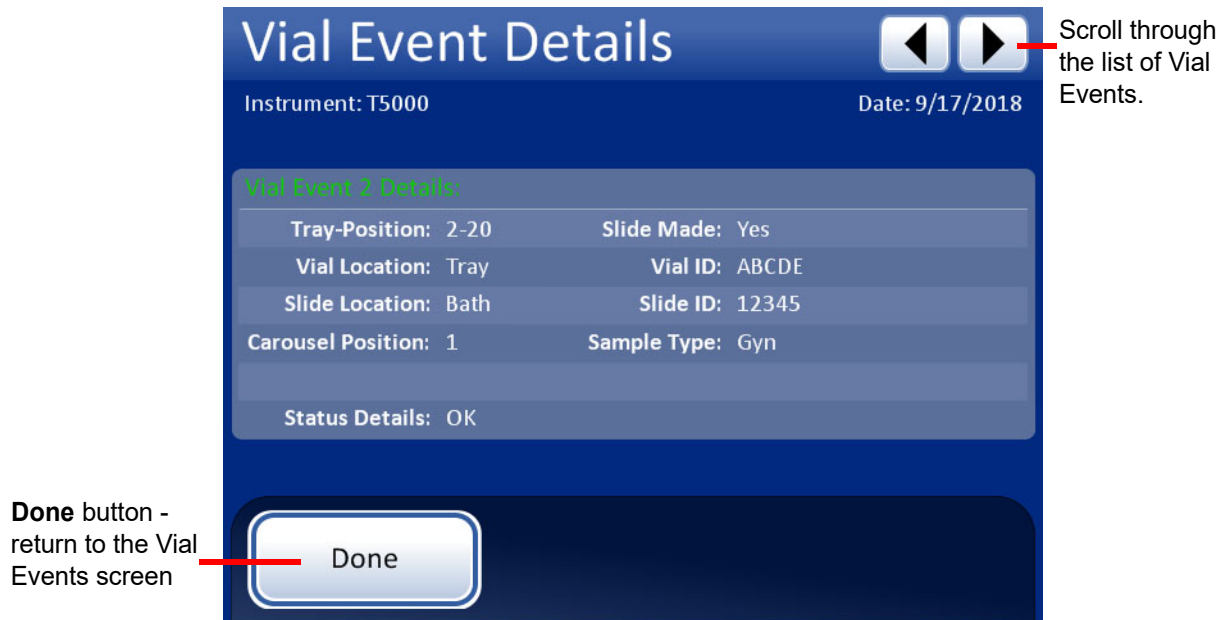 Vial Event Details
Scroll through
the list of Vial
Events.
Instrument: T5000 Date: 9/17/2018
Vial Event 2 Details:
Tray-Position: 2-20 Slide Made: Yes
Vial Location: Tray Vial ID: ABCDE
Slide Location: Bath Slide ID: 12345
Carousel Position: 1 Sample Type: Gyn
Status Details: OK
Done button -
return to the Vial
Events screen
Done